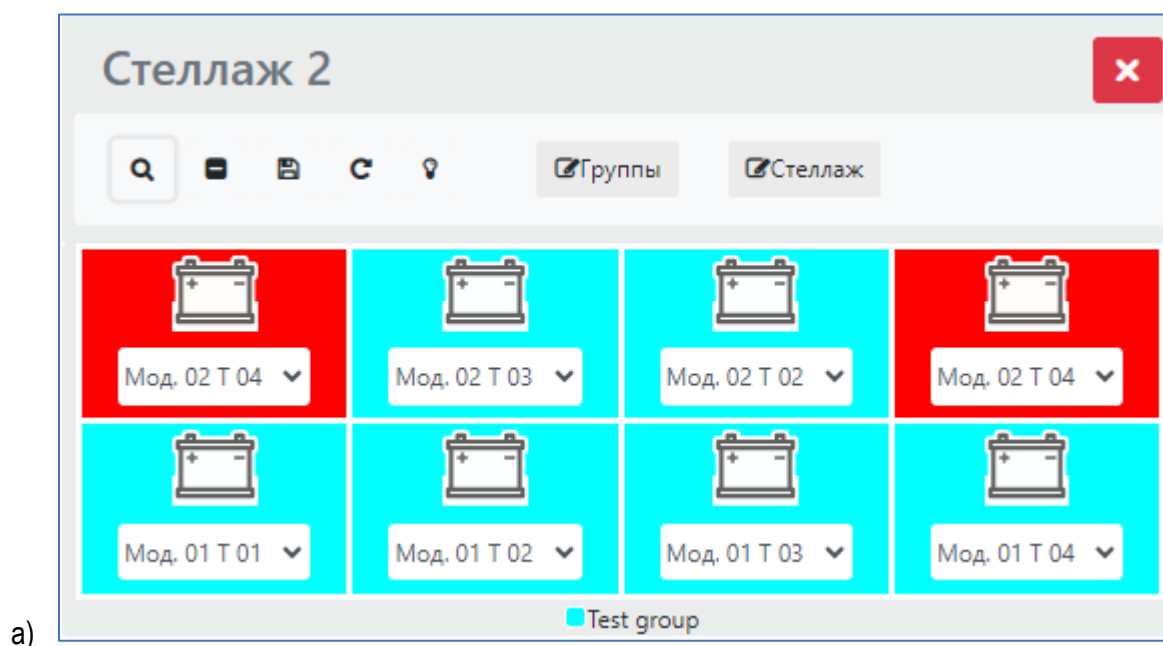 Стеллаж 2
Группы Стеллаж
Мод. 02 Т 04 Мод. 02 Т 03 Мод. 02 Т 02 Мод. 02 Т 04
Мод. 01 Т 01 Мод. 01 Т 02 Мод. 01 Т 03 Мод. 01 Т 04
Test group
а)